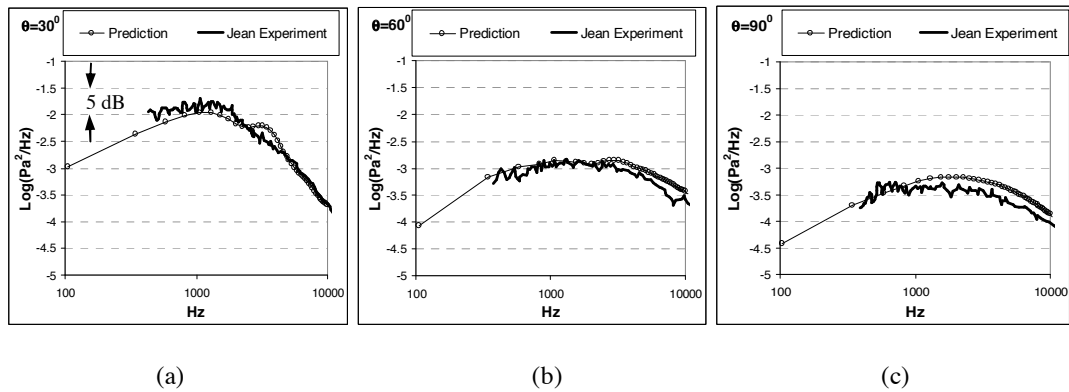 θ=30⁰
Prediction Jean Experiment
-1
-1.5
-2
-2.5
-3
-3.5
-4
-4.5
-5
5 dB
Log(Pa²/Hz)
100 1000 10000
Hz
(a)
θ=60⁰
Prediction Jean Experiment
-1
-1.5
-2
-2.5
-3
-3.5
-4
-4.5
-5
Log(Pa²/Hz)
100 1000 10000
Hz
(b)
θ=90⁰
Prediction Jean Experiment
-1
-1.5
-2
-2.5
-3
-3.5
-4
-4.5
-5
Log(Pa²/Hz)
100 1000 10000
Hz
(c)